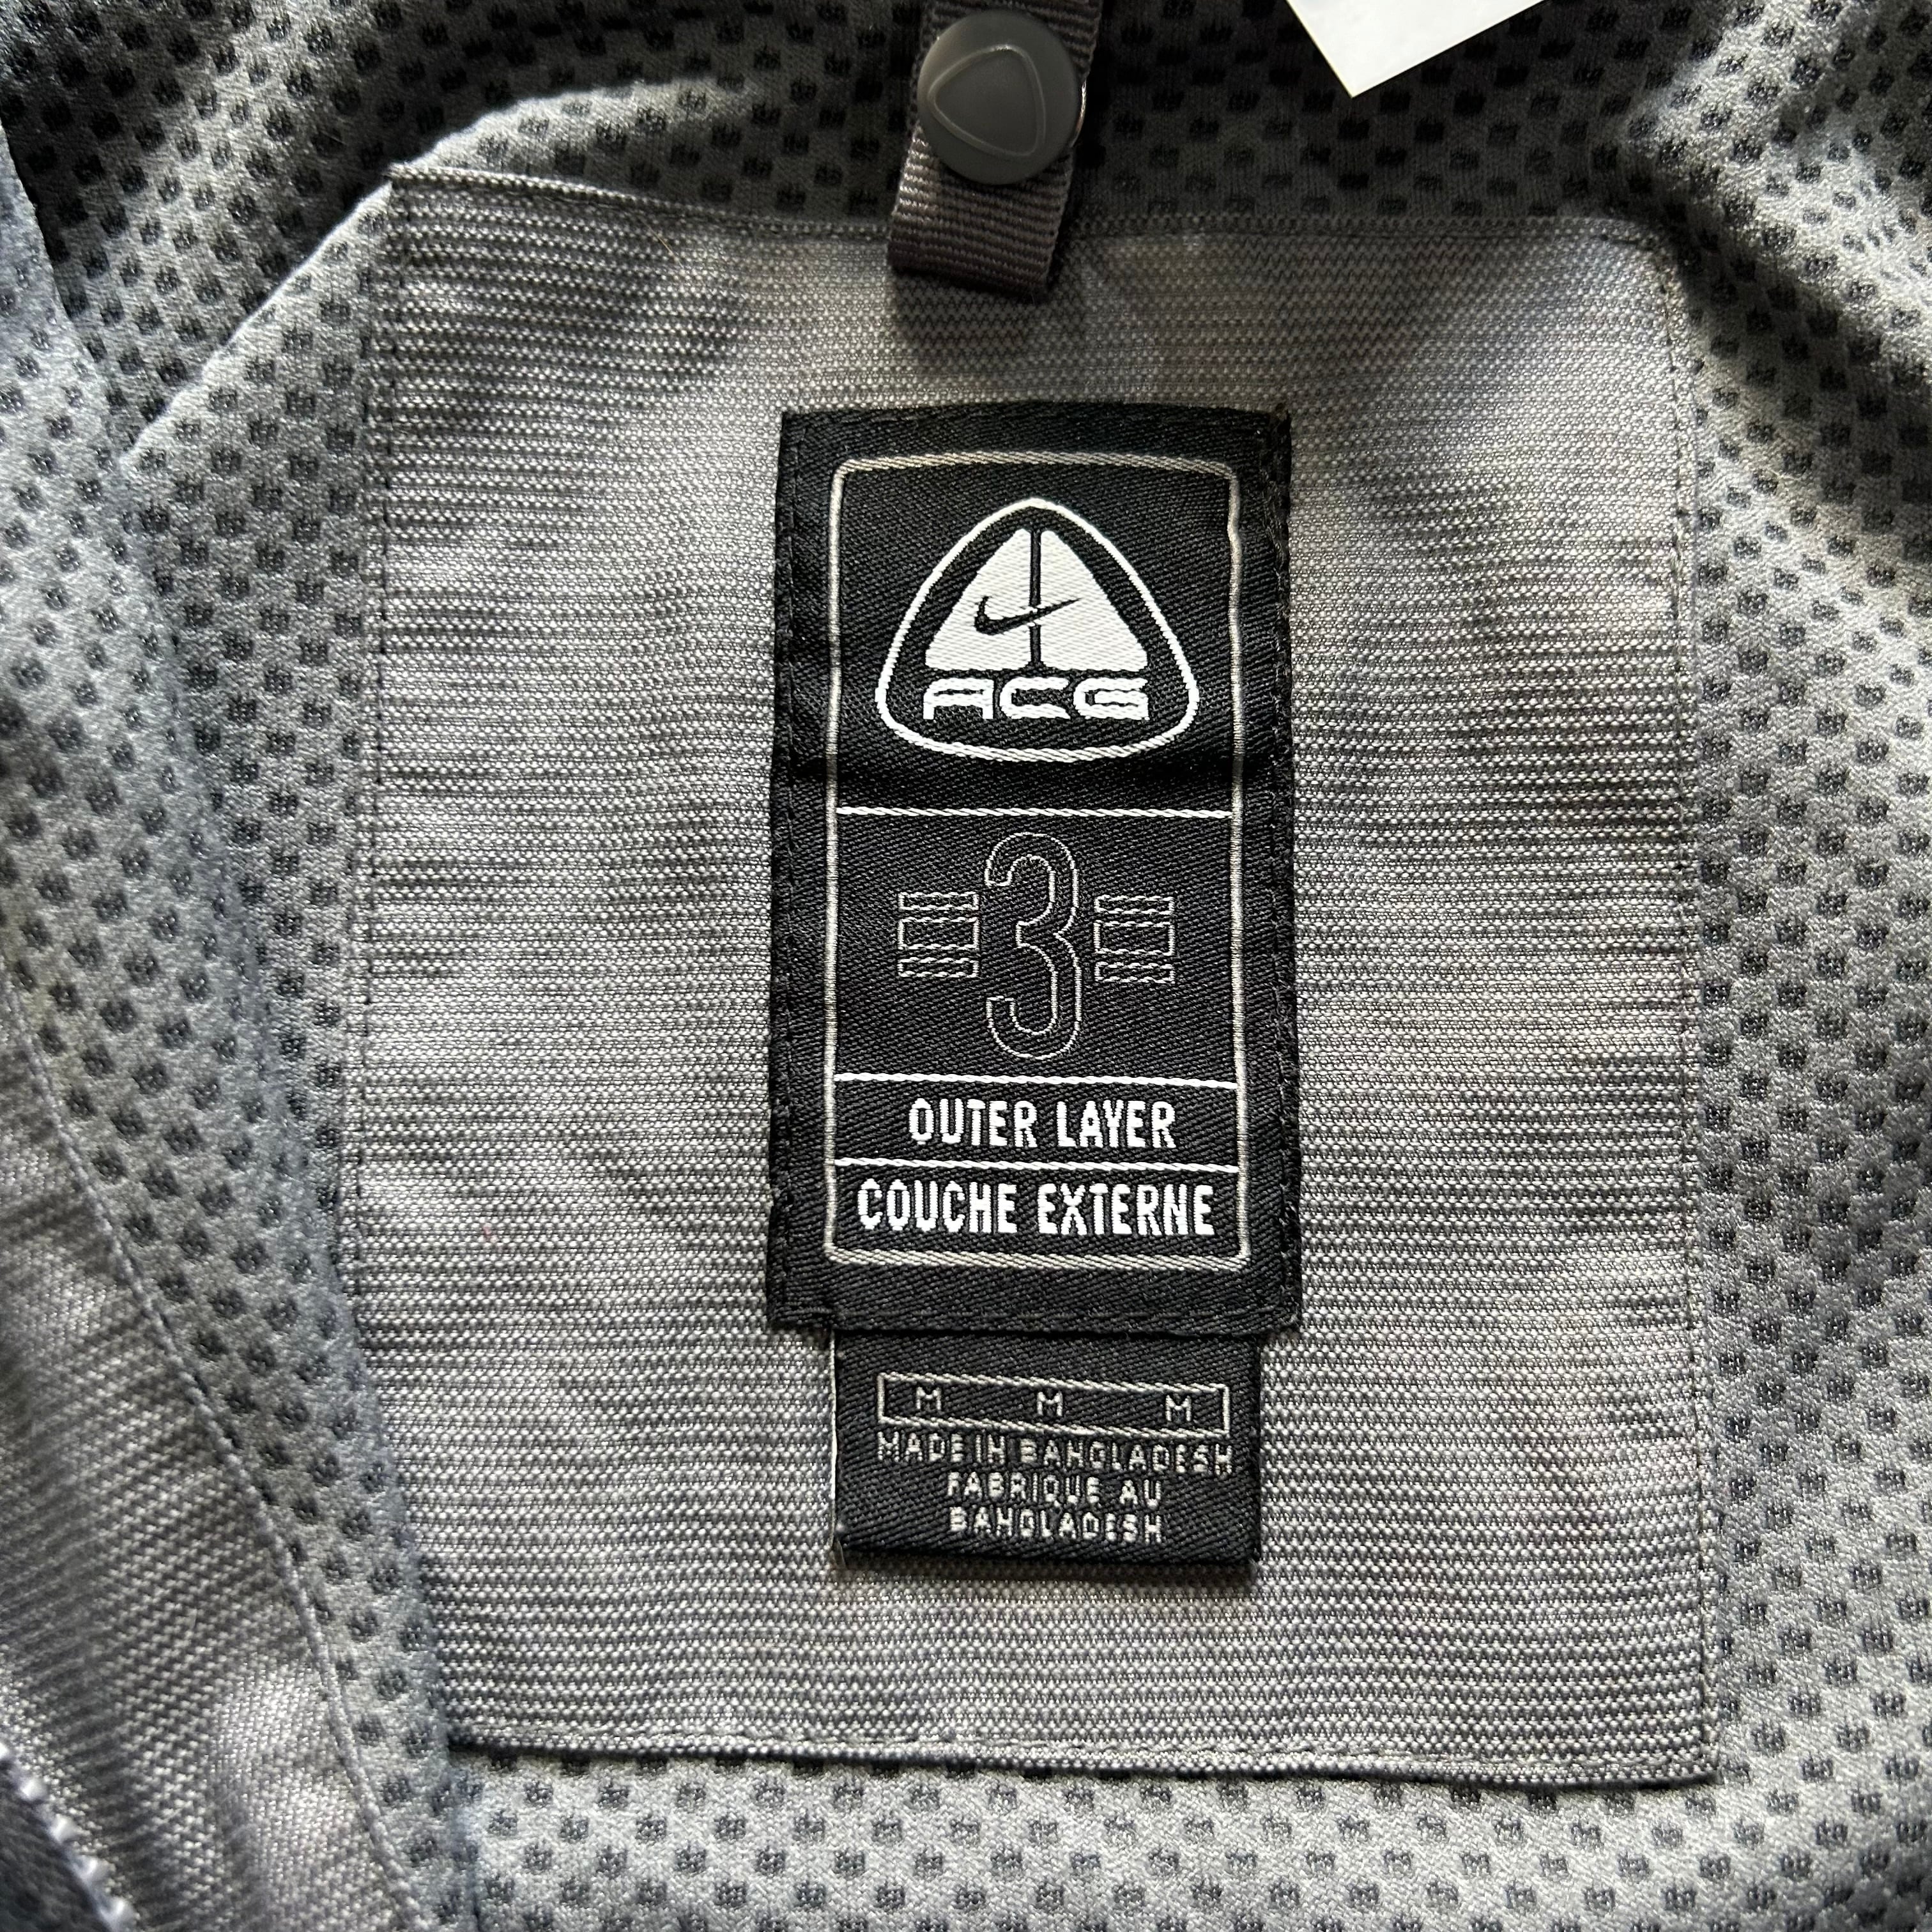 ACG
3
OUTER LAYER
COUCHE EXTERNE
M M M
MADE IN BANGLADESH
FABRIQUE AU
BANGLADESH